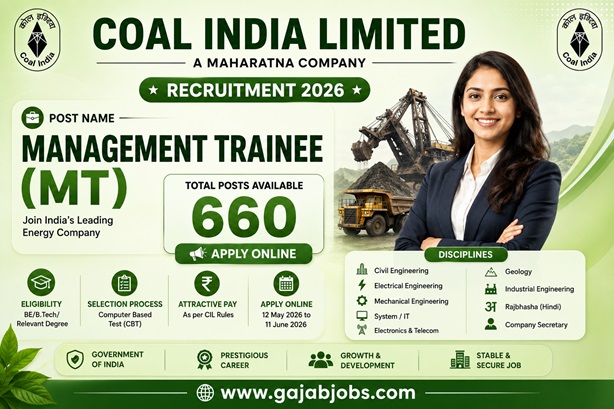 कोल इंडिया
Coal India
COAL INDIA LIMITED
A MAHARATNA COMPANY
★ RECRUITMENT 2026 ★
कोल इंडिया
Coal India
POST NAME
MANAGEMENT TRAINEE
(MT)
Join India's Leading
Energy Company
TOTAL POSTS AVAILABLE
660
APPLY ONLINE
ELIGIBILITY
BE/B.Tech/
Relevant Degree
SELECTION PROCESS
Computer Based
Test (CBT)
₹
ATTRACTIVE PAY
As per CIL Rules
APPLY ONLINE
12 May 2026 to
11 June 2026
DISCIPLINES
Civil Engineering
Electrical Engineering
Mechanical Engineering
System / IT
Electronics & Telecom
Geology
Industrial Engineering
अ Rajbhasha (Hindi)
Company Secretary
GOVERNMENT
OF INDIA
PRESTIGIOUS
CAREER
GROWTH &
DEVELOPMENT
STABLE &
SECURE JOB
www.gajabjobs.com